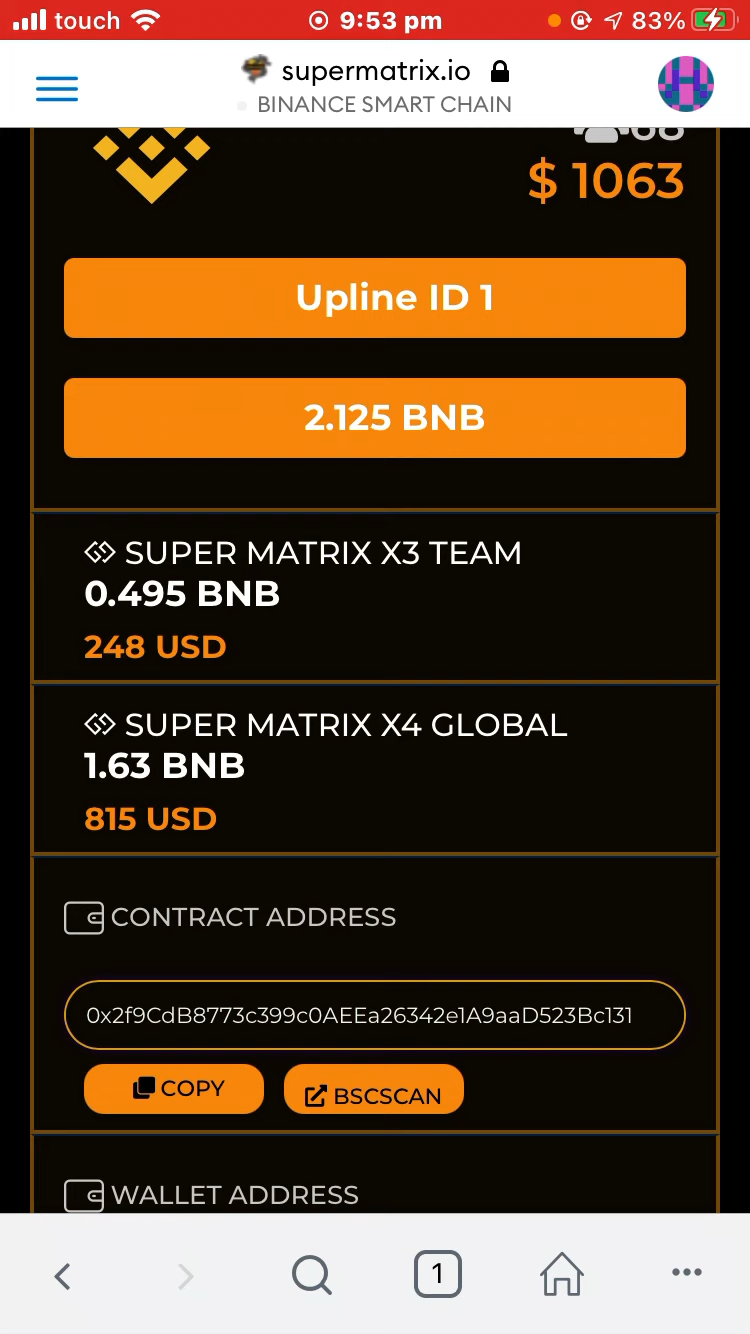 touch 9:53 pm 83%
supermatrix.io
BINANCE SMART CHAIN
$ 1063
Upline ID 1
2.125 BNB
SUPER MATRIX X3 TEAM
0.495 BNB
248 USD
SUPER MATRIX X4 GLOBAL
1.63 BNB
815 USD
CONTRACT ADDRESS
0x2f9CdB8773c399c0AEEa26342e1A9aaD523Bc131
COPY BSCSCAN
WALLET ADDRESS
1